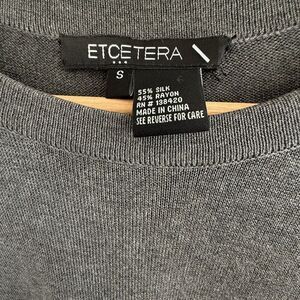 ETCETERA
S
55% SILK
45% RAYON
RN # 138420
MADE IN CHINA
SEE REVERSE FOR CARE